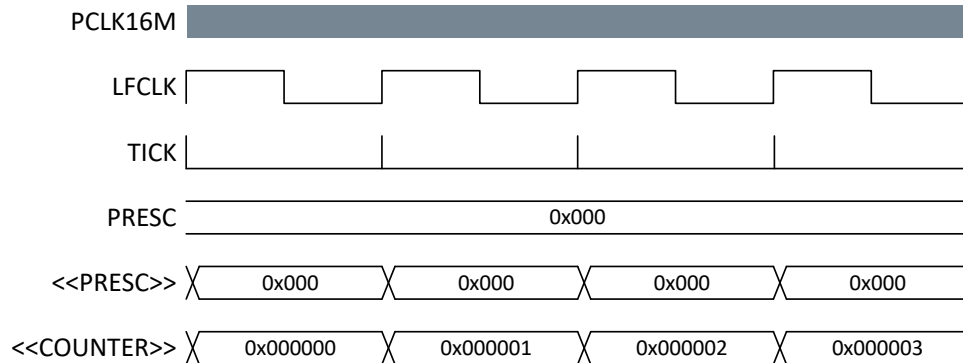 PCLK16M
LFCLK
TICK
PRESC 0x000
<<PRESC>> 0x000 0x000 0x000 0x000
<<COUNTER>> 0x000000 0x000001 0x000002 0x000003